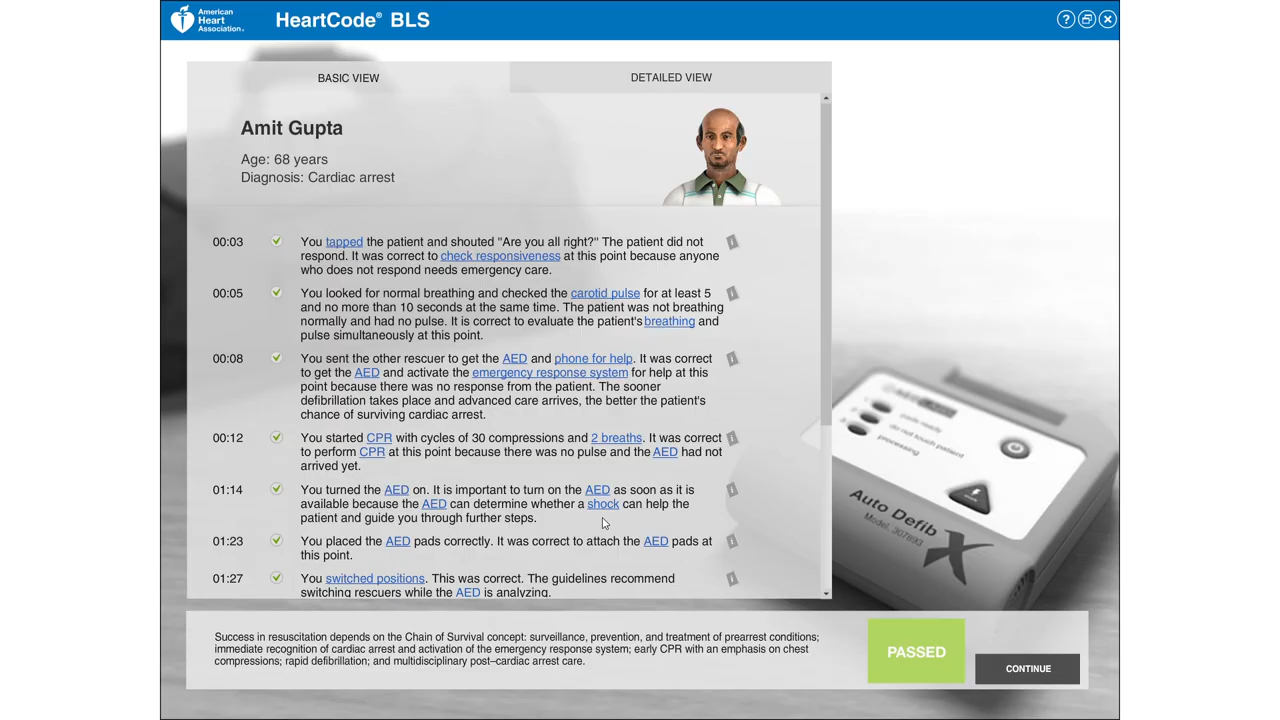 American
Heart
Association®
HeartCode® BLS
?
BASIC VIEW
DETAILED VIEW
Amit Gupta
Age: 68 years
Diagnosis: Cardiac arrest
00:03
You tapped the patient and shouted "Are you all right?" The patient did not
respond. It was correct to check responsiveness at this point because anyone
who does not respond needs emergency care.
00:05
You looked for normal breathing and checked the carotid pulse for at least 5
and no more than 10 seconds at the same time. The patient was not breathing
normally and had no pulse. It is correct to evaluate the patient's breathing and
pulse simultaneously at this point.
00:08
You sent the other rescuer to get the AED and phone for help. It was correct
to get the AED and activate the emergency response system for help at this
point because there was no response from the patient. The sooner
defibrillation takes place and advanced care arrives, the better the patient's
chance of surviving cardiac arrest.
00:12
You started CPR with cycles of 30 compressions and 2 breaths. It was correct
to perform CPR at this point because there was no pulse and the AED had not
arrived yet.
01:14
You turned the AED on. It is important to turn on the AED as soon as it is
available because the AED can determine whether a shock can help the
patient and guide you through further steps.
01:23
You placed the AED pads correctly. It was correct to attach the AED pads at
this point.
01:27
You switched positions. This was correct. The guidelines recommend
switching rescuers while the AED is analyzing.
pads ready
do not touch patient
processing
Auto Defib
Model.
X
Success in resuscitation depends on the Chain of Survival concept: surveillance, prevention, and treatment of prearrest conditions;
immediate recognition of cardiac arrest and activation of the emergency response system; early CPR with an emphasis on chest
compressions; rapid defibrillation; and multidisciplinary post–cardiac arrest care.
PASSED
CONTINUE